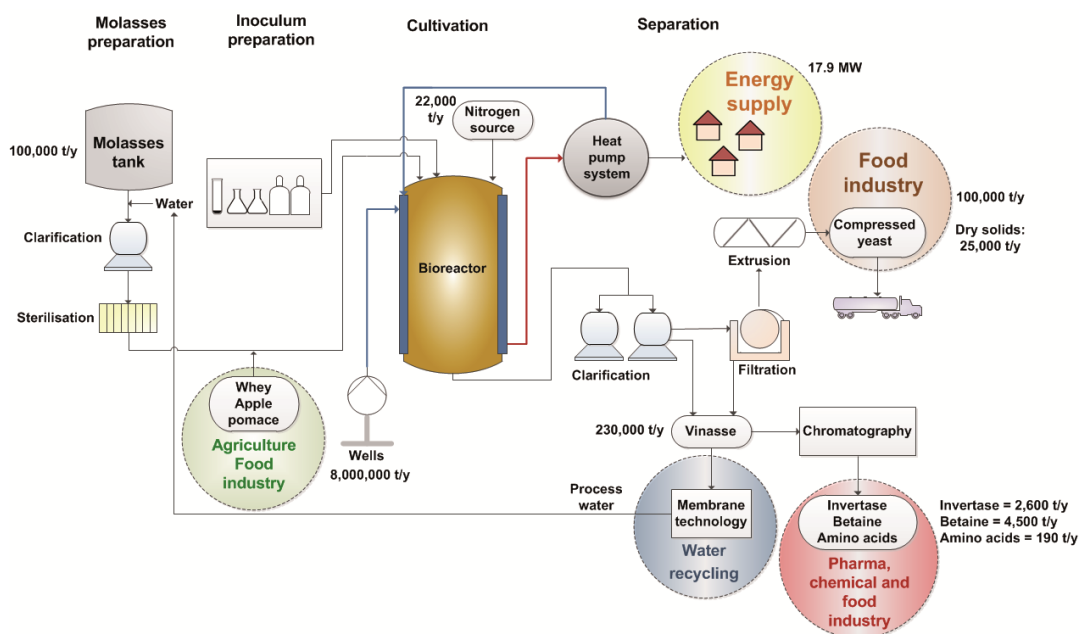 Molasses
preparation
Inoculum
preparation
Cultivation
Separation
17.9 MW
Energy
supply
22,000
t/y
Nitrogen
source
Heat
pump
system
Molasses
tank
100,000 t/y
Food
industry
100,000 t/y
Water
Compressed
yeast
Dry solids:
25,000 t/y
Clarification
Extrusion
Bioreactor
Sterilisation
Clarification
Filtration
Whey
Apple
pomace
230,000 t/y
Vinasse
Chromatography
Agriculture
Food
industry
Wells
8,000,000 t/y
Process
water
Membrane
technology
Invertase
Betaine
Amino acids
Invertase = 2,600 t/y
Betaine = 4,500 t/y
Amino acids = 190 t/y
Water
recycling
Pharma,
chemical and
food
industry